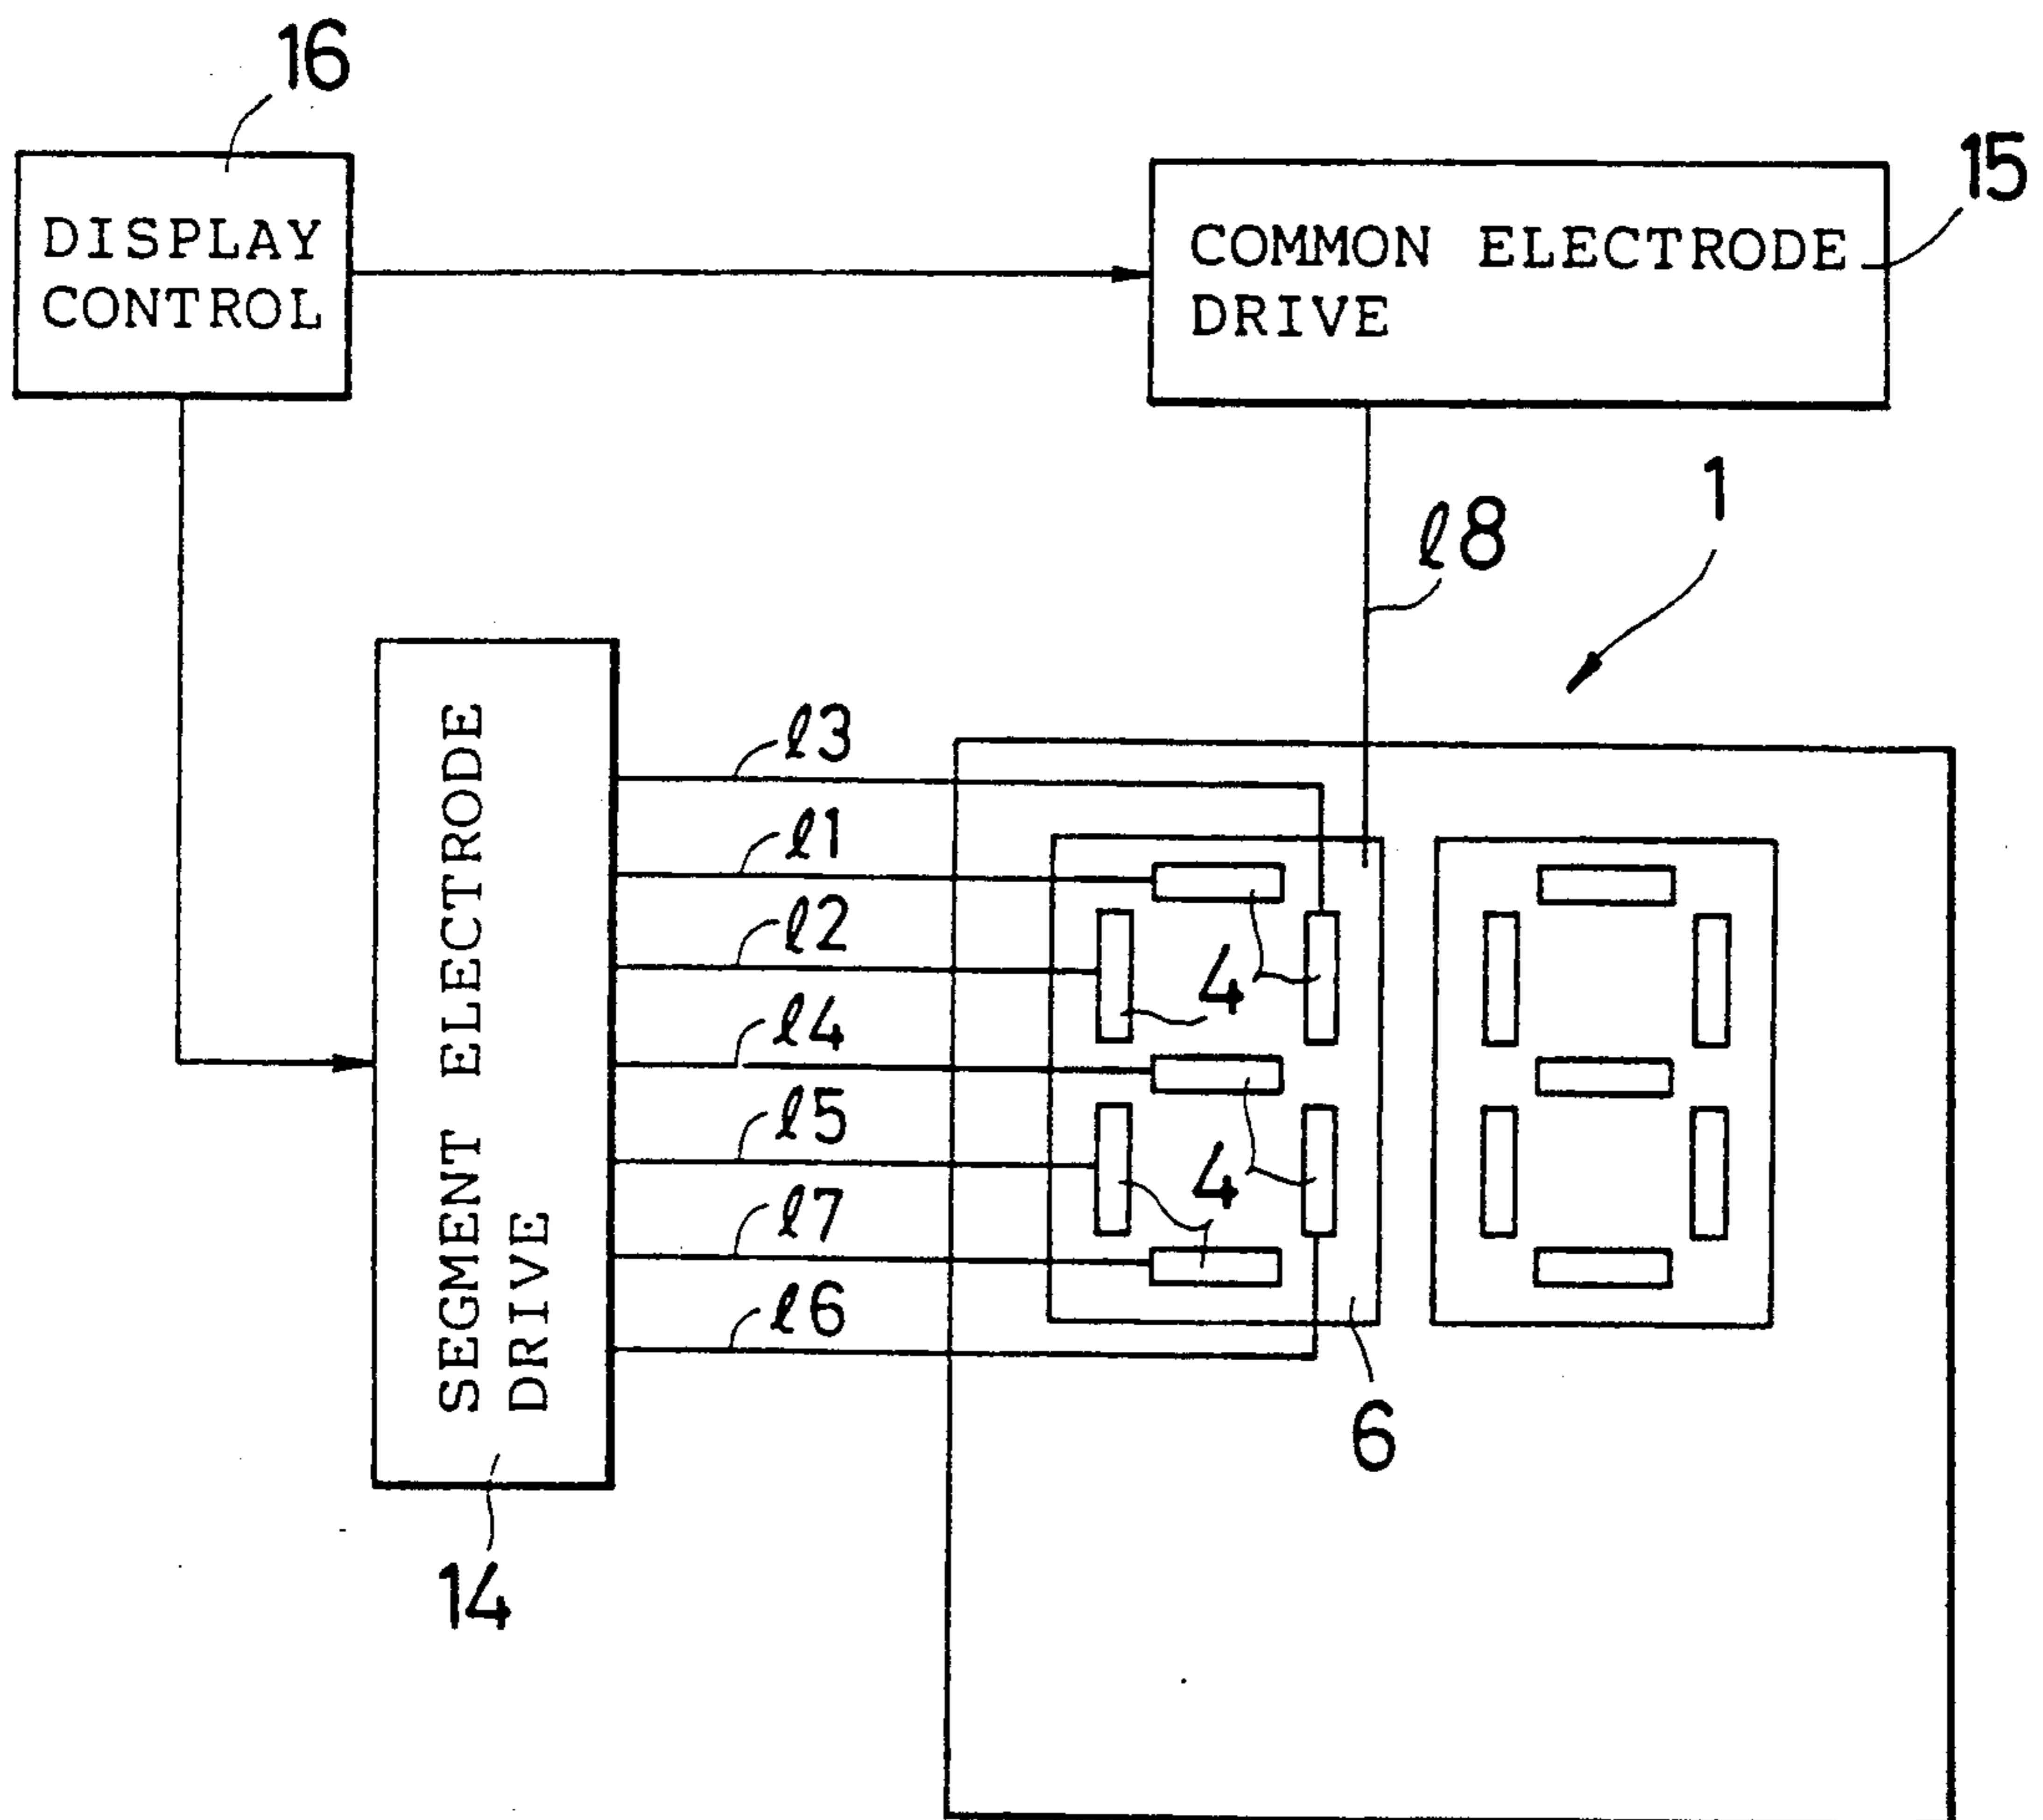 16
15
DISPLAY
CONTROL
COMMON ELECTRODE
DRIVE
1
ℓ8
SEGMENT ELECTRODE
DRIVE
ℓ3
ℓ1
ℓ2
4
ℓ4
ℓ5
4
ℓ7
ℓ6
6
14